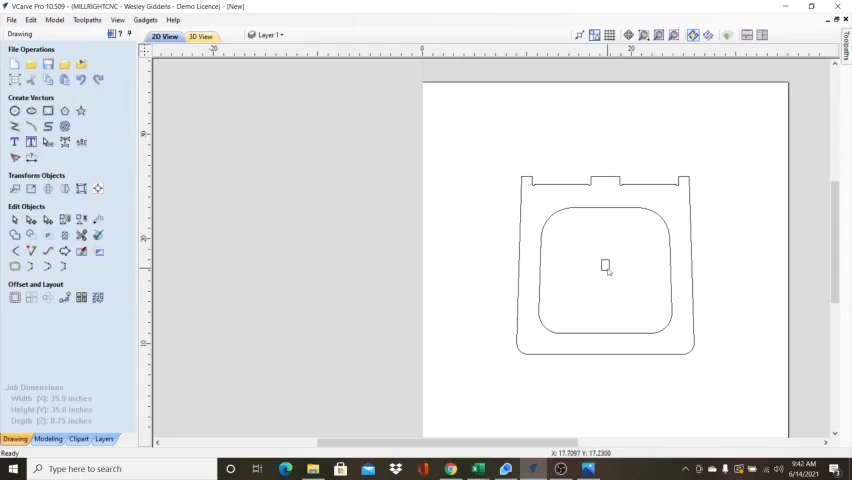 VCarve Pro 10.509 - (MILLRIGHTCNC - Wesley Giddens - Demo Licence) - [New]
File Edit Model Toolpaths View Gadgets Help
Drawing
2D View 3D View Layer 1
File Operations
Create Vectors
Transform Objects
Edit Objects
Offset and Layout
-20 0 20
30
20
10
Toolpaths
Job Dimensions
Width (X): 35.0 inches
Height (Y): 35.0 inches
Depth (Z): 0.75 inches
Drawing Modeling Clipart Layers
Ready
X: 17.7097 Y: 17.2300
Type here to search
9:42 AM
6/14/2021